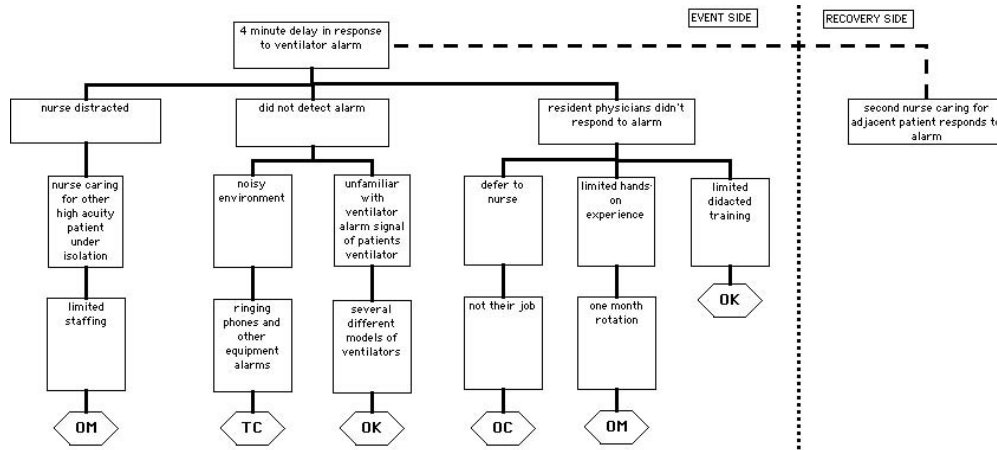 EVENT SIDE
RECOVERY SIDE
4 minute delay in response
to ventilator alarm
nurse distracted
did not detect alarm
resident physicians didn't
respond to alarm
second nurse caring for
adjacent patient responds to
alarm
nurse caring
for other
high acuity
patient
under
isolation
noisy
environment
unfamiliar
with
ventilator
alarm signal
of patients
ventilator
defer to
nurse
limited hands-
on
experience
limited
didacted
training
OK
limited
staffing
ringing
phones and
other
equipment
alarms
several
different
models of
ventilators
not their job
one month
rotation
OM
TC
OK
OC
OM